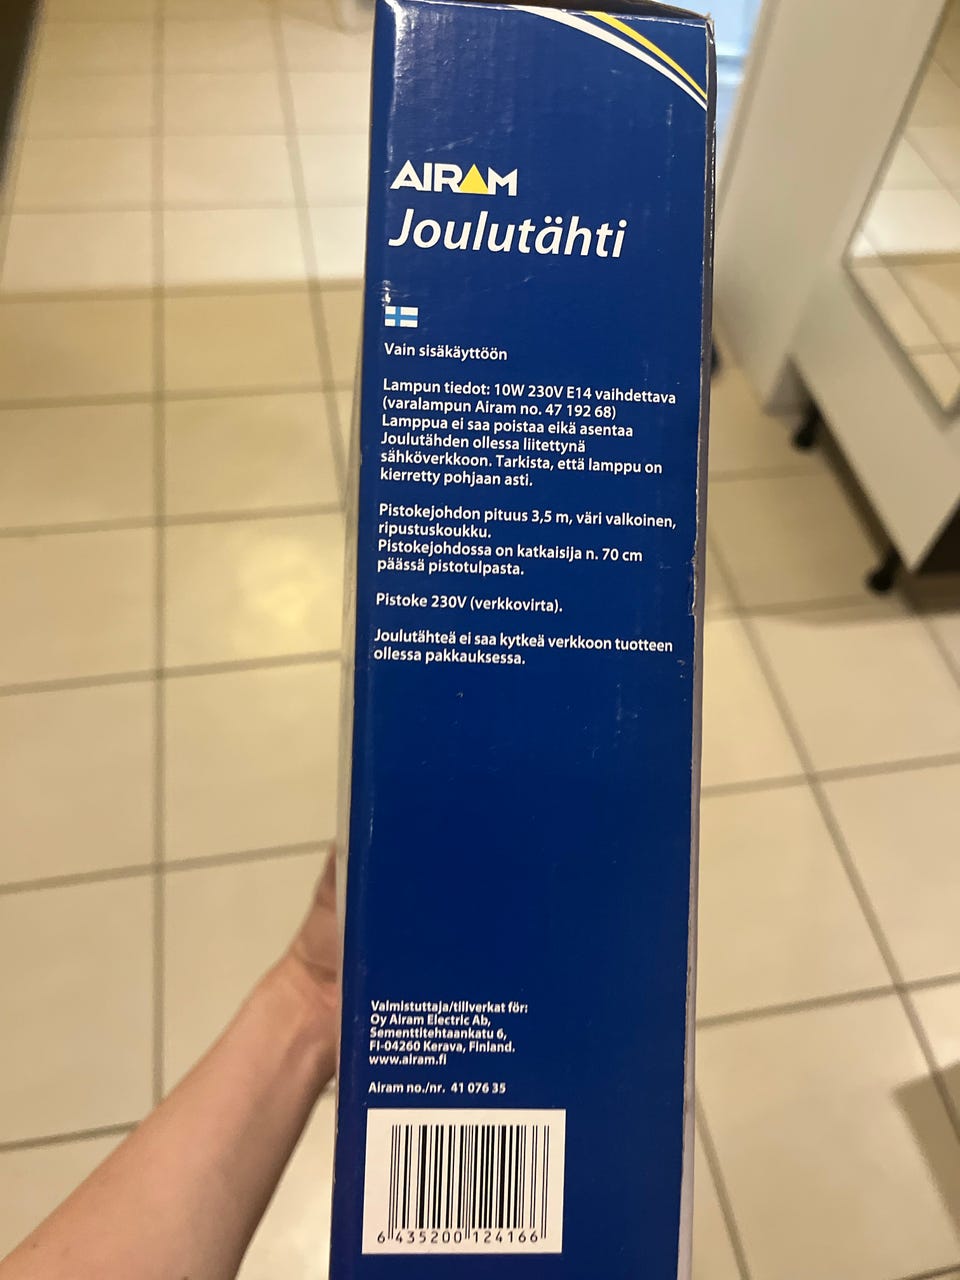 AIRAM
Joulutähti
Vain sisäkäyttöön
Lampun tiedot: 10W 230V E14 vaihdettava
(varalampun Airam no. 47 192 68)
Lamppua ei saa poistaa eikä asentaa
Joulutähden ollessa liitettynä
sähköverkkoon. Tarkista, että lamppu on
kierretty pohjaan asti.
Pistokejohdon pituus 3,5 m, väri valkoinen,
ripustuskoukku.
Pistokejohdossa on katkaisija n. 70 cm
päässä pistotulpasta.
Pistoke 230V (verkkovirta).
Joulutähteä ei saa kytkeä verkkoon tuotteen
ollessa pakkauksessa.
Valmistuttaja/tillverkat för:
Oy Airam Electric Ab,
Sementtitehtaankatu 6,
FI-04260 Kerava, Finland.
www.airam.fi
Airam no./nr. 41 076 35
6 435200 124166